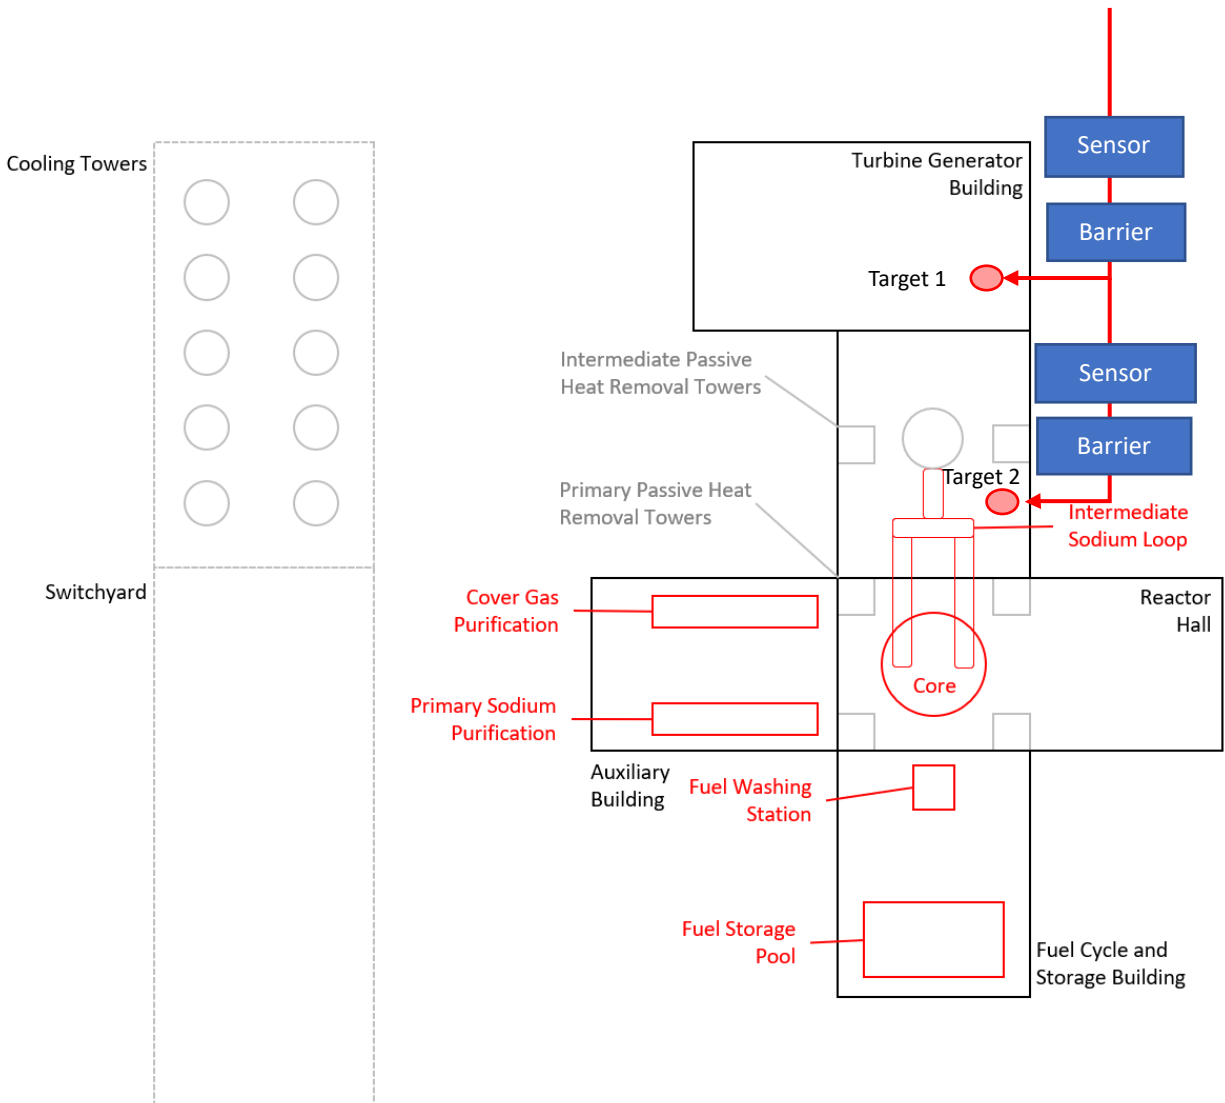 Sensor
Cooling Towers
Turbine Generator
Building
Barrier
Target 1
Intermediate Passive
Heat Removal Towers
Sensor
Barrier
Target 2
Primary Passive Heat
Removal Towers
Intermediate
Sodium Loop
Switchyard
Cover Gas
Purification
Reactor
Hall
Core
Primary Sodium
Purification
Auxiliary
Building
Fuel Washing
Station
Fuel Storage
Pool
Fuel Cycle and
Storage Building